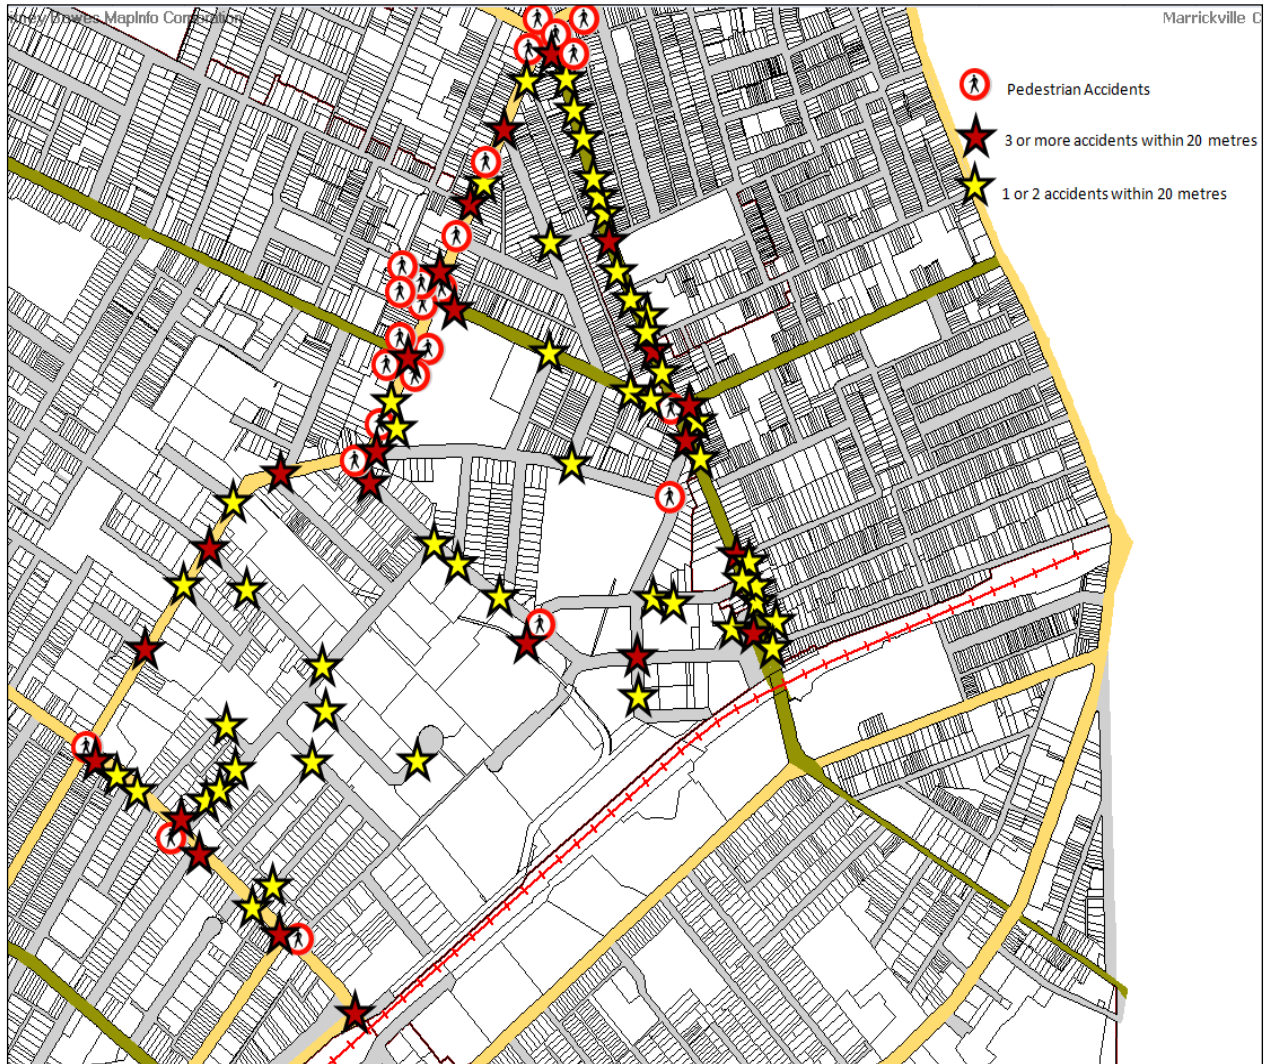 Bowes MapInfo Corporation
Marrickville C
Pedestrian Accidents
3 or more accidents within 20 metres
1 or 2 accidents within 20 metres